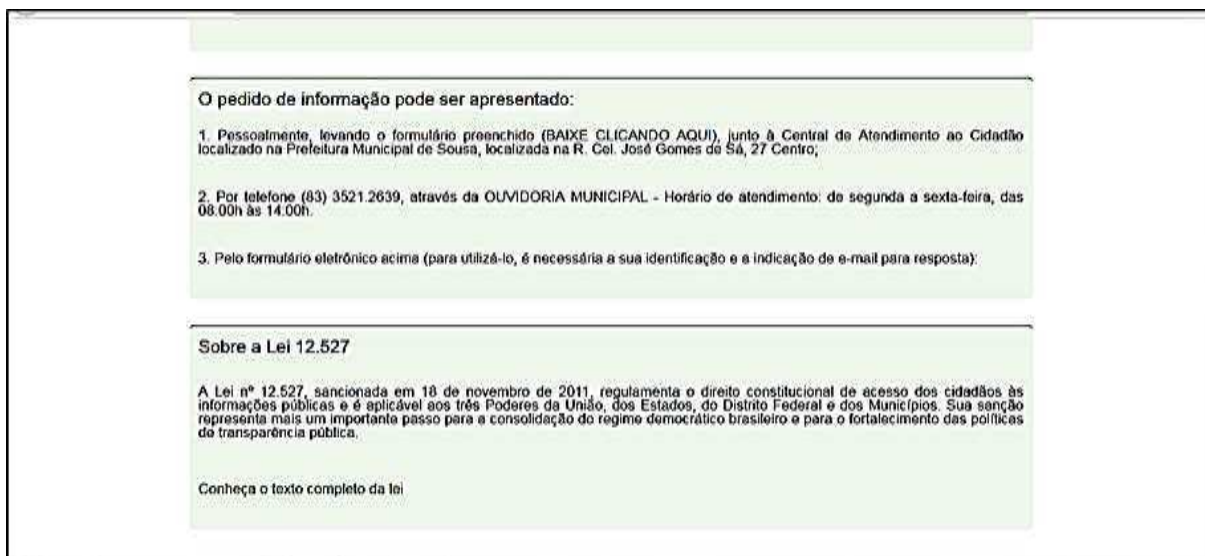 O pedido de informação pode ser apresentado:
1. Pessoalmente, levando o formulário preenchido (BAIXE CLICANDO AQUI), junto à Central de Atendimento ao Cidadão
localizado na Prefeitura Municipal de Sousa, localizada na R. Cel. José Gomes de Sá, 27 Centro;
2. Por telefone (83) 3521.2639, através da OUVIDORIA MUNICIPAL - Horário de atendimento: de segunda a sexta-feira, das
08.00h às 14.00h.
3. Pelo formulário eletrônico acima (para utilizá-lo, é necessária a sua identificação e a indicação de e-mail para resposta):
Sobre a Lei 12.527
A Lei nº 12.527, sancionada em 18 de novembro de 2011, regulamenta o direito constitucional de acesso dos cidadãos às
informações públicas e é aplicável aos três Poderes da União, dos Estados, do Distrito Federal e dos Municípios. Sua sanção
representa mais um importante passo para a consolidação do regime democrático brasileiro e para o fortalecimento das políticas
de transparência pública.
Conheça o texto completo da lei